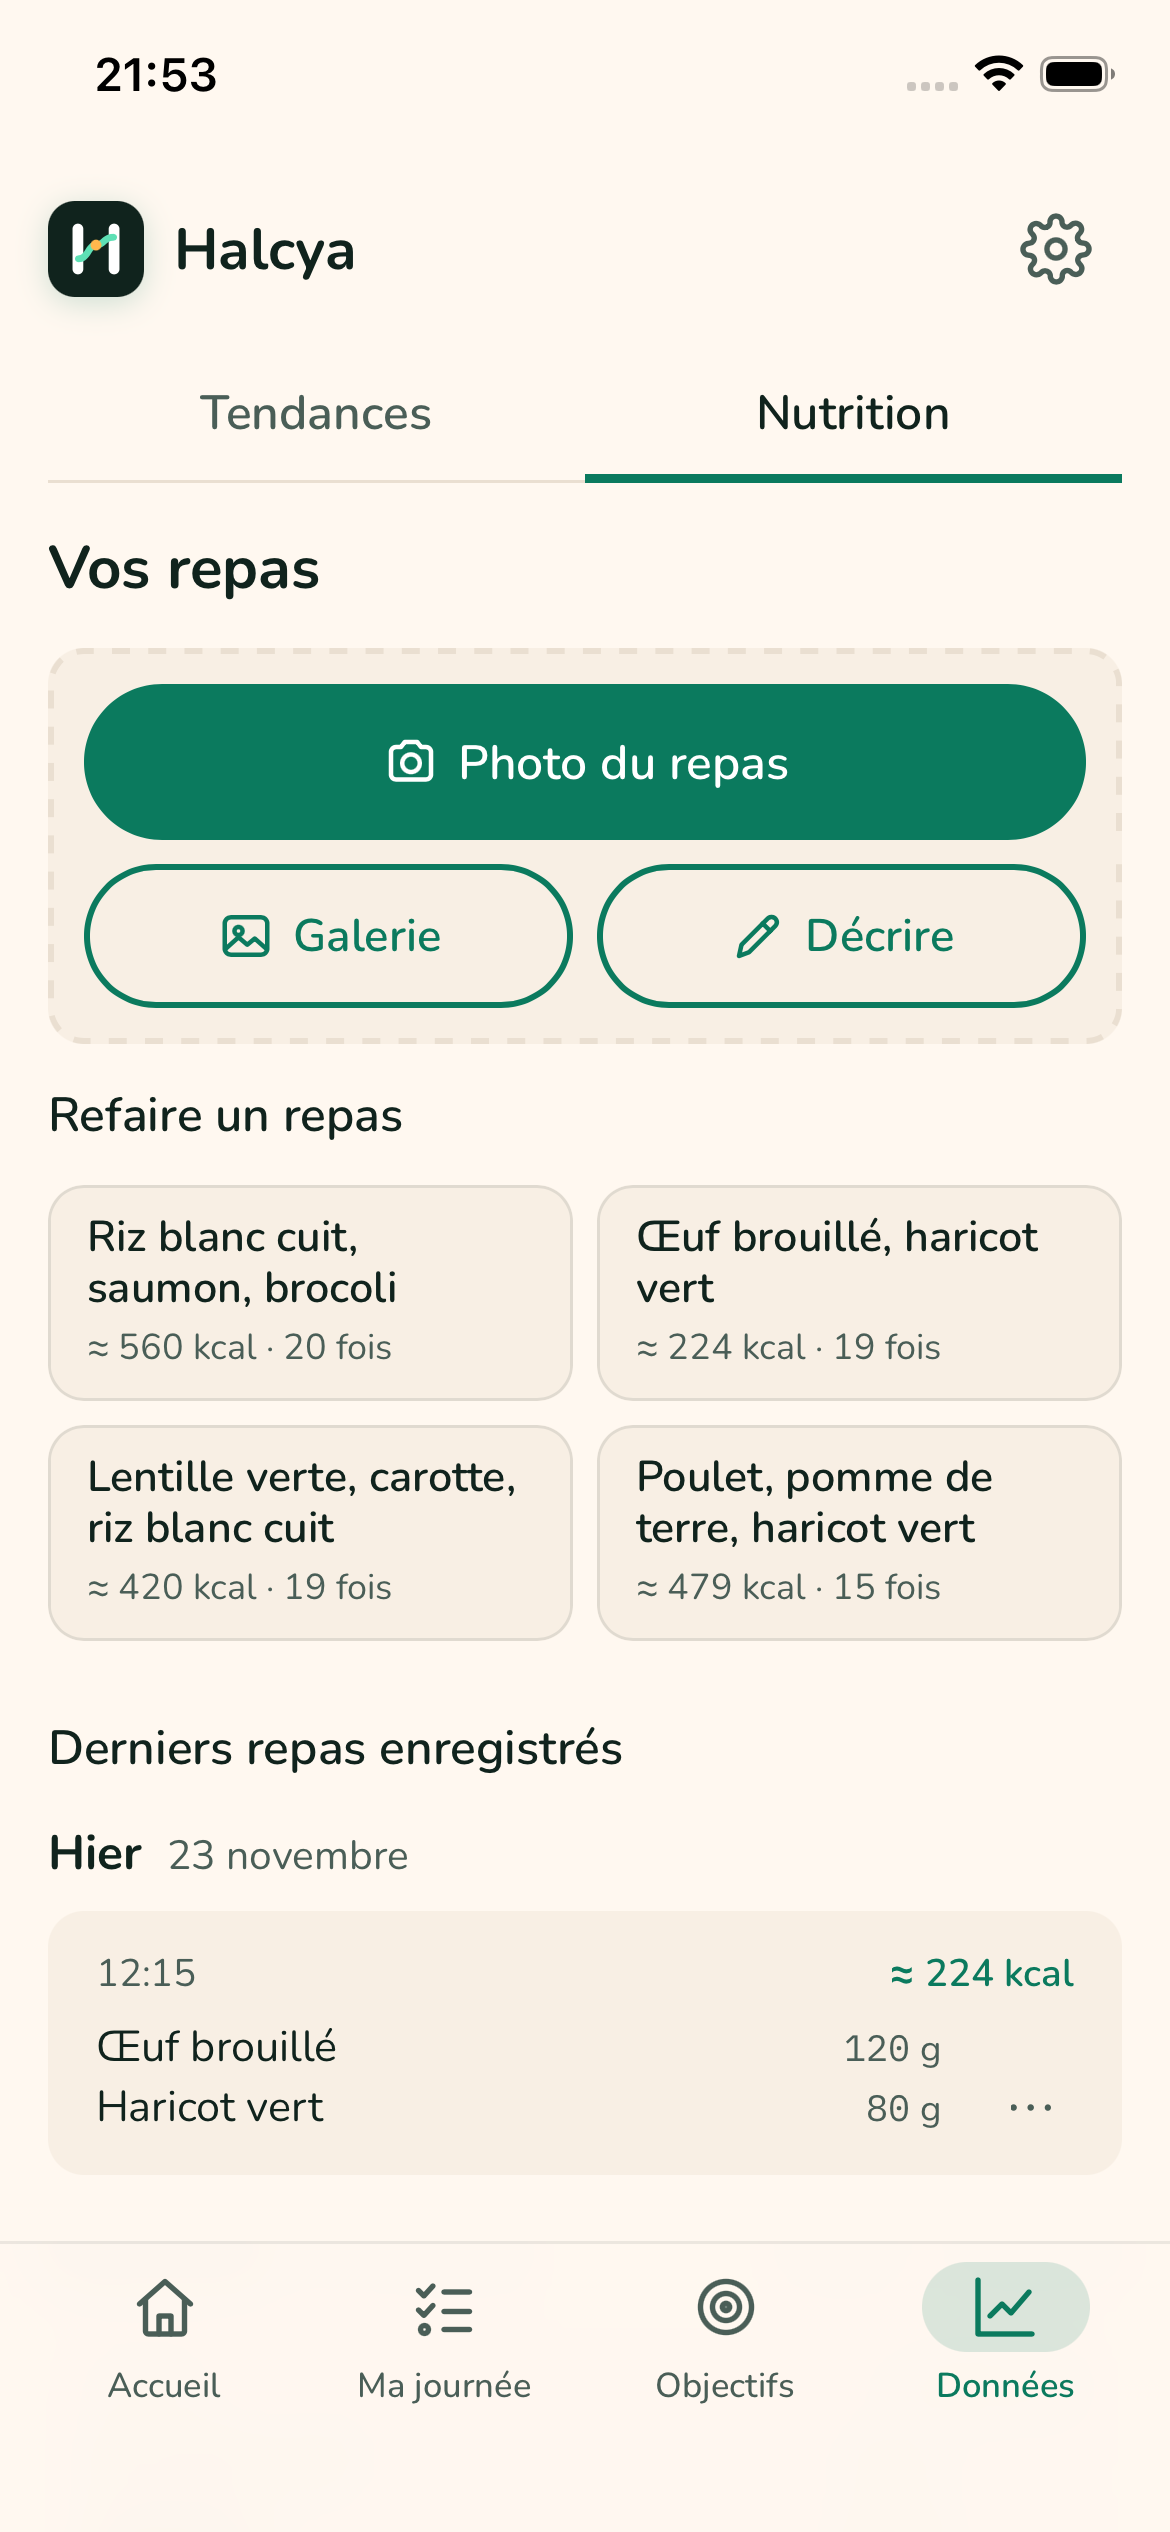 21:53
Halcya
Tendances
Nutrition
Vos repas
Photo du repas
Galerie
Décrire
Refaire un repas
Riz blanc cuit,
saumon, brocoli
≈ 560 kcal · 20 fois
Œuf brouillé, haricot
vert
≈ 224 kcal · 19 fois
Lentille verte, carotte,
riz blanc cuit
≈ 420 kcal · 19 fois
Poulet, pomme de
terre, haricot vert
≈ 479 kcal · 15 fois
Derniers repas enregistrés
Hier 23 novembre
12:15 ≈ 224 kcal
Œuf brouillé 120 g
Haricot vert 80 g
Accueil
Ma journée
Objectifs
Données